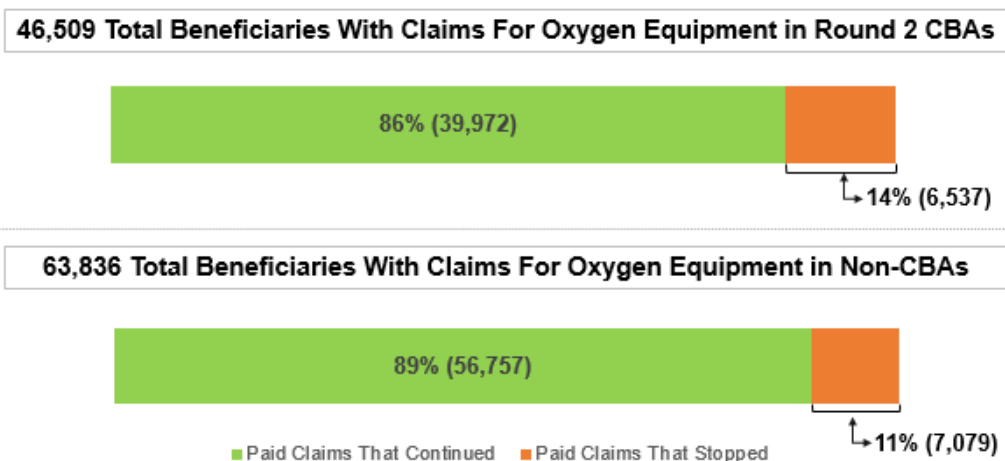 46,509 Total Beneficiaries With Claims For Oxygen Equipment in Round 2 CBAs
86% (39,972)
14% (6,537)
63,836 Total Beneficiaries With Claims For Oxygen Equipment in Non-CBAs
89% (56,757)
11% (7,079)
Paid Claims That Continued Paid Claims That Stopped